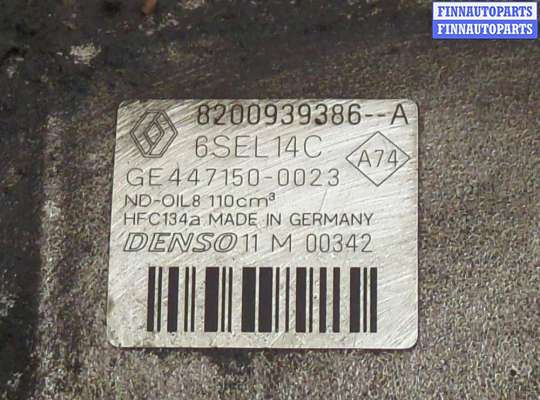 FINNAUTOPARTS
FINNAUTOPARTS
8200939386--A
6SEL14C
A74
GE447150-0023
ND-OIL8 110cm³
HFC134a MADE IN GERMANY
DENSO 11 M 00342